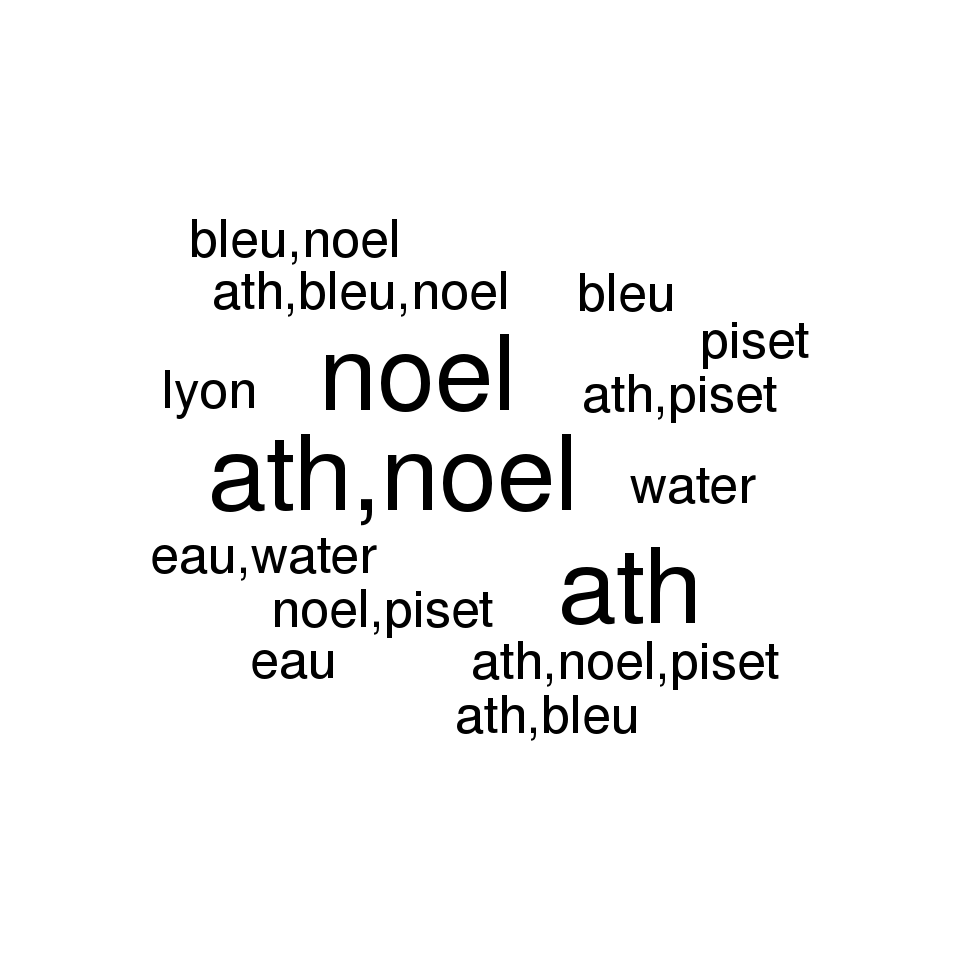 bleu,noel
ath,bleu,noel
bleu
piset
noel
lyon
ath,piset
ath,noel
water
eau,water
ath
noel,piset
eau
ath,noel,piset
ath,bleu